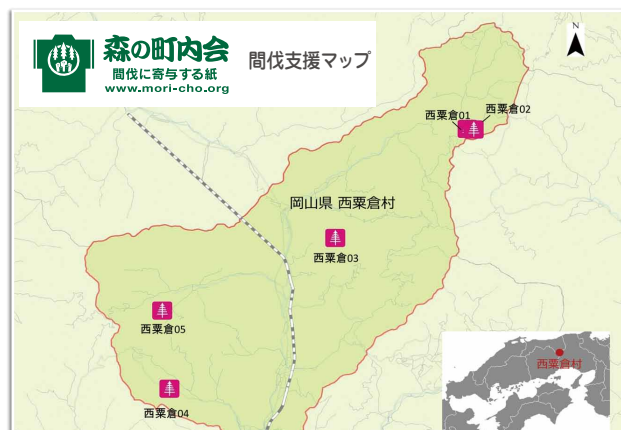 森の町内会
間伐に寄与する紙
www.mori-cho.org
間伐支援マップ
N
西粟倉01
西粟倉02
岡山県 西粟倉村
西粟倉03
西粟倉05
西粟倉04
西粟倉村